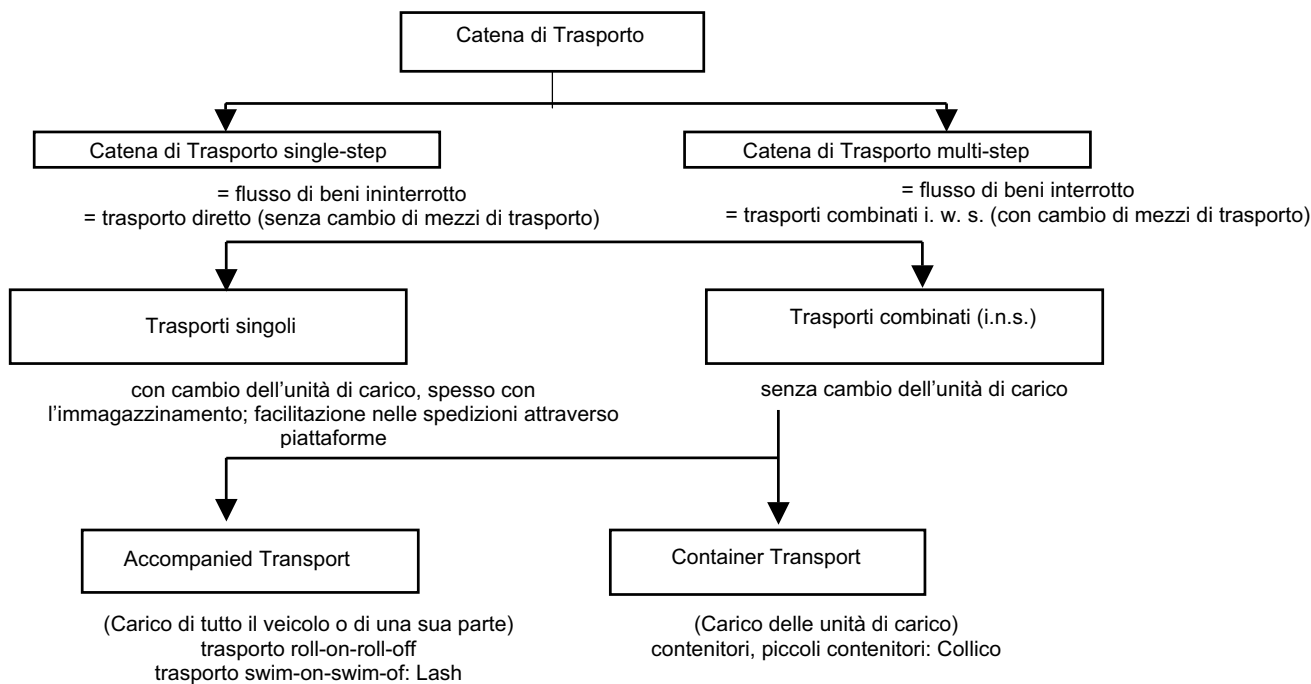 Catena di Trasporto
Catena di Trasporto single-step
Catena di Trasporto multi-step
= flusso di beni ininterrotto
= trasporto diretto (senza cambio di mezzi di trasporto)
= flusso di beni interrotto
= trasporti combinati i. w. s. (con cambio di mezzi di trasporto)
Trasporti singoli
Trasporti combinati (i.n.s.)
con cambio dell'unità di carico, spesso con
l'immagazzinamento; facilitazione nelle spedizioni attraverso
piattaforme
senza cambio dell'unità di carico
Accompanied Transport
Container Transport
(Carico di tutto il veicolo o di una sua parte)
trasporto roll-on-roll-off
trasporto swim-on-swim-of: Lash
(Carico delle unità di carico)
contenitori, piccoli contenitori: Collico